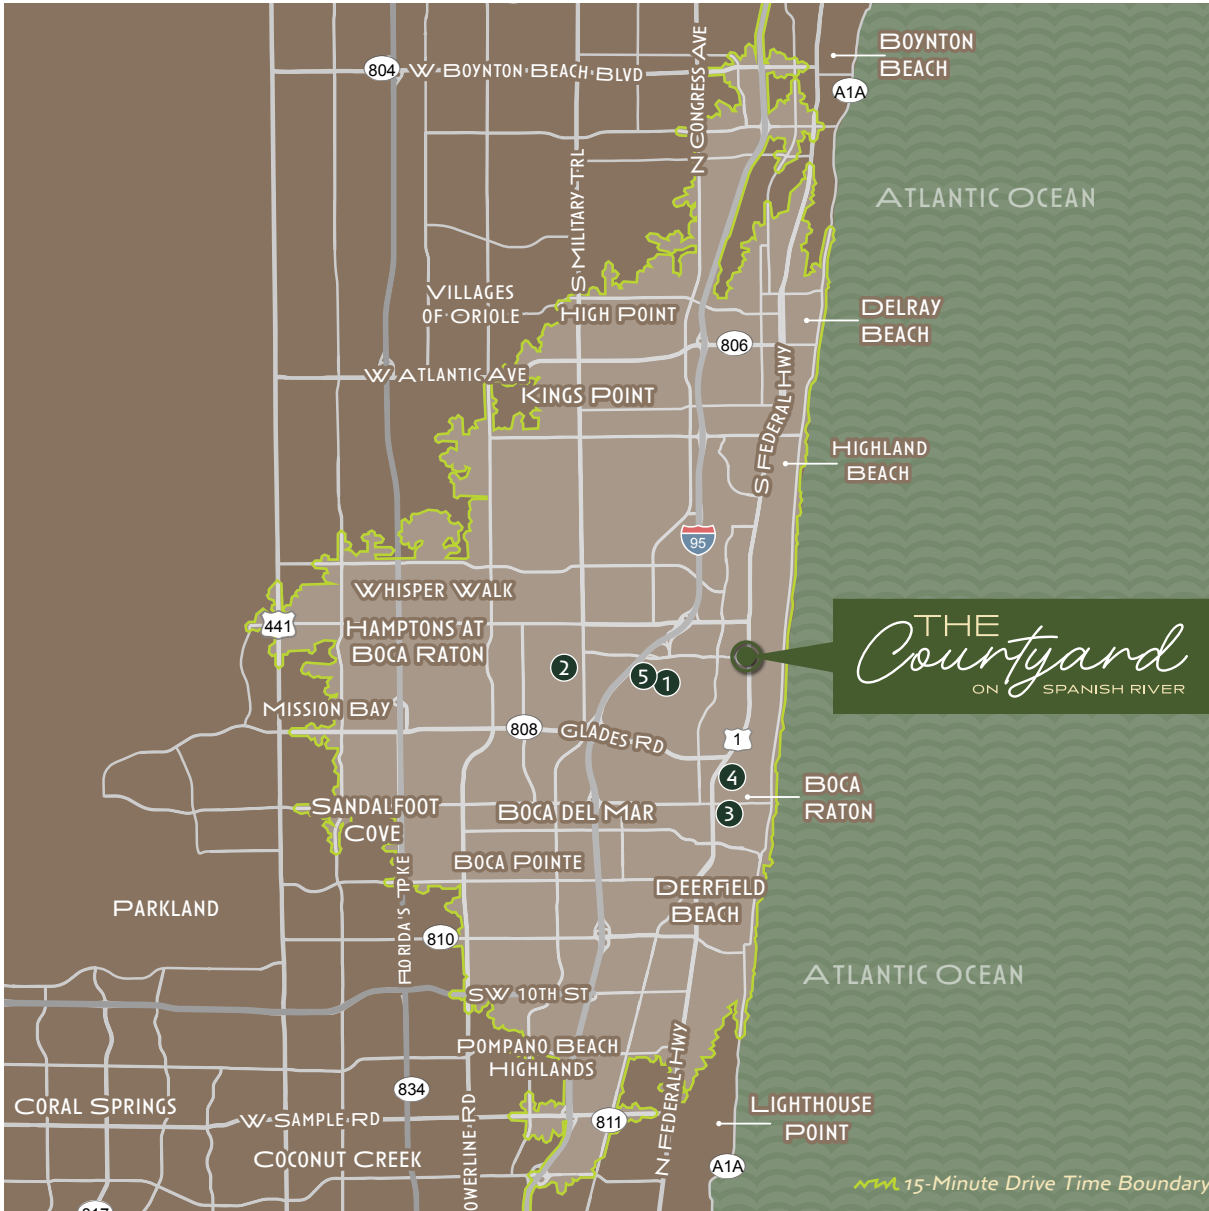 BOYNTON
BEACH
804
W BOYNTON BEACH BLVD
N CONGRESS AVE
A1A
S MILITARY TRL
ATLANTIC OCEAN
VILLAGES
OF ORIOLE
HIGH POINT
DELRAY
BEACH
806
W ATLANTIC AVE
KINGS POINT
S FEDERAL HWY
HIGHLAND
BEACH
95
WHISPER WALK
441
HAMPTONS AT
BOCA RATON
THE
Courtyard
ON SPANISH RIVER
2
5
1
MISSION BAY
808
GLADES RD
1
4
BOCA
RATON
3
SANDALFOOT
COVE
BOCA DEL MAR
BOCA POINTE
FLORIDA'S TPKE
DEERFIELD
BEACH
PARKLAND
810
ATLANTIC OCEAN
SW 10TH ST
POMPANO BEACH
HIGHLANDS
N FEDERAL HWY
834
CORAL SPRINGS
W SAMPLE RD
OWERLINE RD
811
LIGHTHOUSE
POINT
COCONUT CREEK
A1A
15-Minute Drive Time Boundary